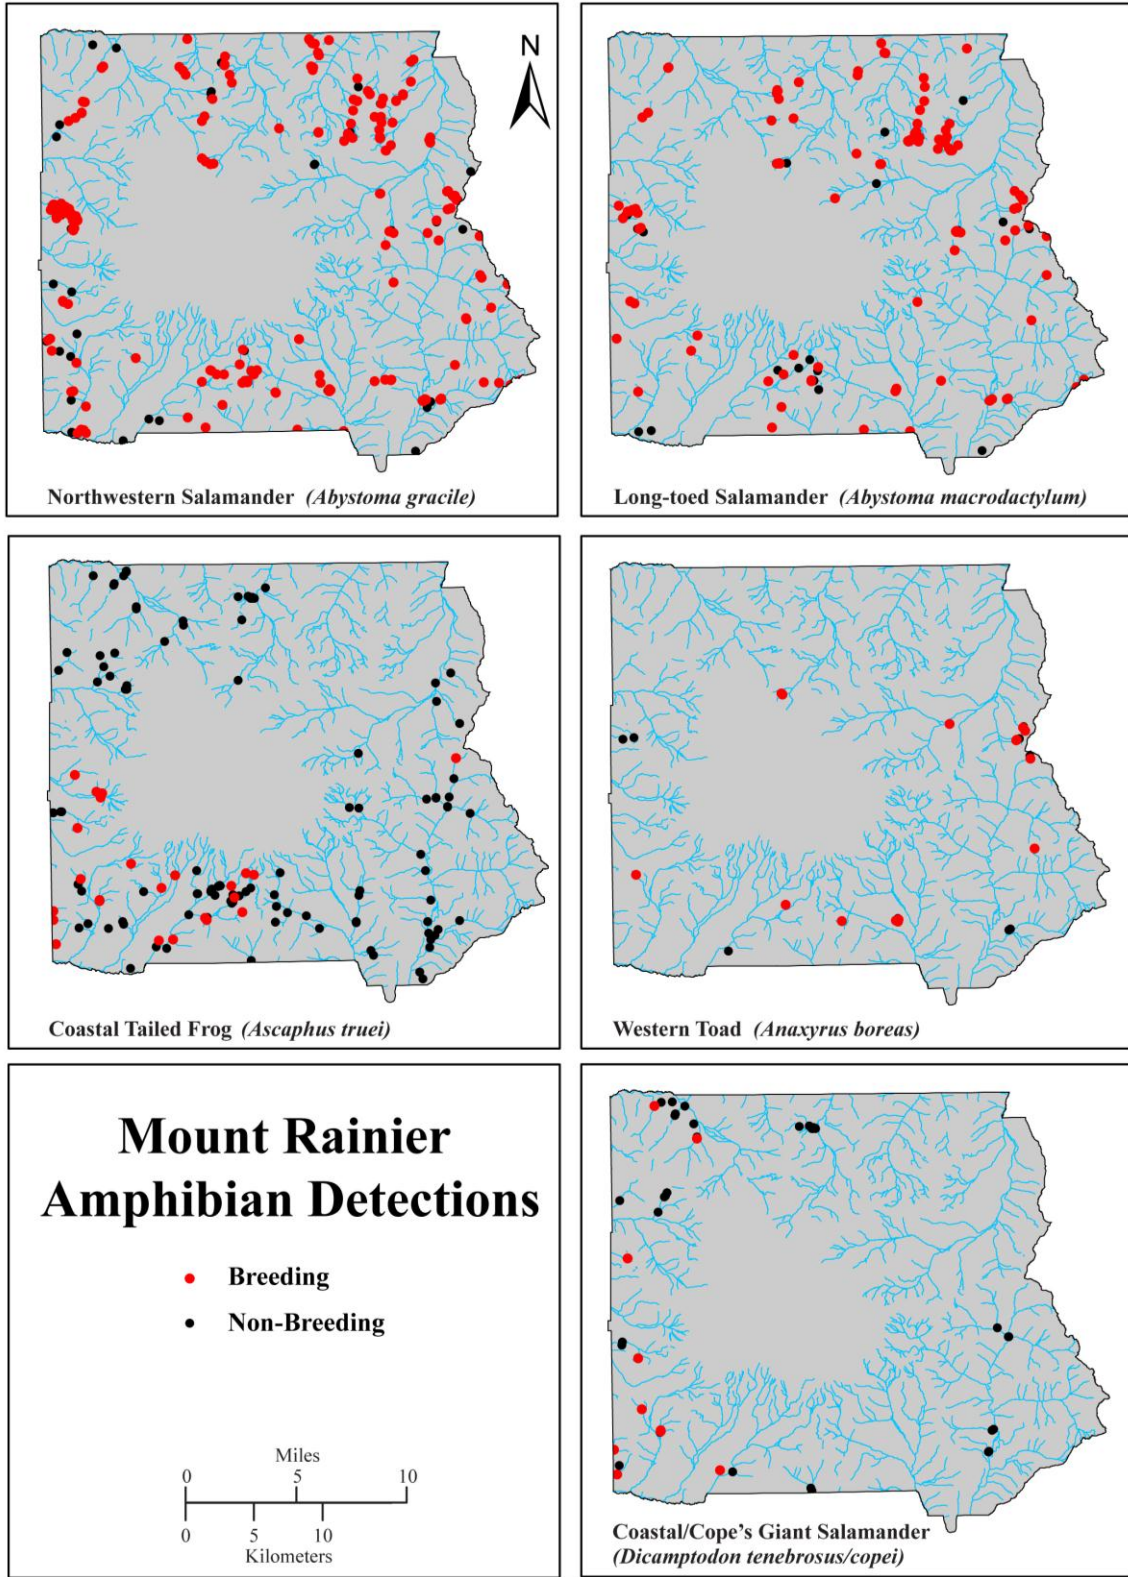 N
Northwestern Salamander (Abystoma gracile)
Long-toed Salamander (Abystoma macrodactylum)
Coastal Tailed Frog (Ascaphus truei)
Western Toad (Anaxyrus boreas)
Mount Rainier
Amphibian Detections
Breeding
Non-Breeding
Miles
0 5 10
0 5 10
Kilometers
Coastal/Cope's Giant Salamander
(Dicamptodon tenebrosus/copei)